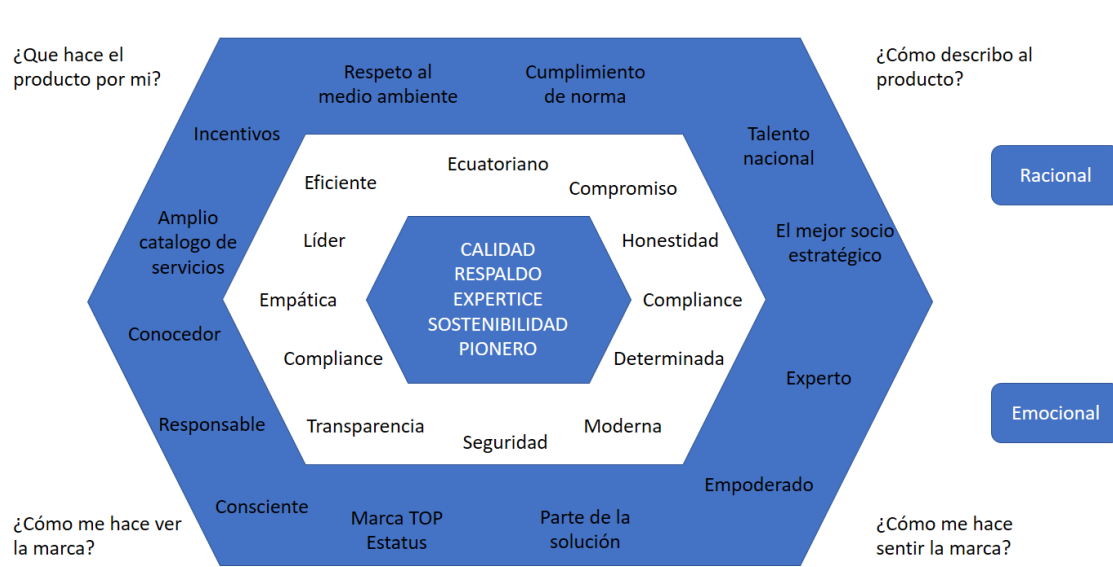 ¿Que hace el
producto por mi?
¿Cómo describo al
producto?
Respeto al
medio ambiente
Cumplimiento
de norma
Incentivos
Talento
nacional
Amplio
catalogo de
servicios
El mejor socio
estratégico
Conocedor
Experto
Responsable
Empoderado
Consciente
Marca TOP
Estatus
Parte de la
solución
Ecuatoriano
Eficiente
Compromiso
Líder
Honestidad
Empática
Compliance
Compliance
Determinada
Transparencia
Seguridad
Moderna
CALIDAD
RESPALDO
EXPERTICE
SOSTENIBILIDAD
PIONERO
Racional
Emocional
¿Cómo me hace ver
la marca?
¿Cómo me hace
sentir la marca?